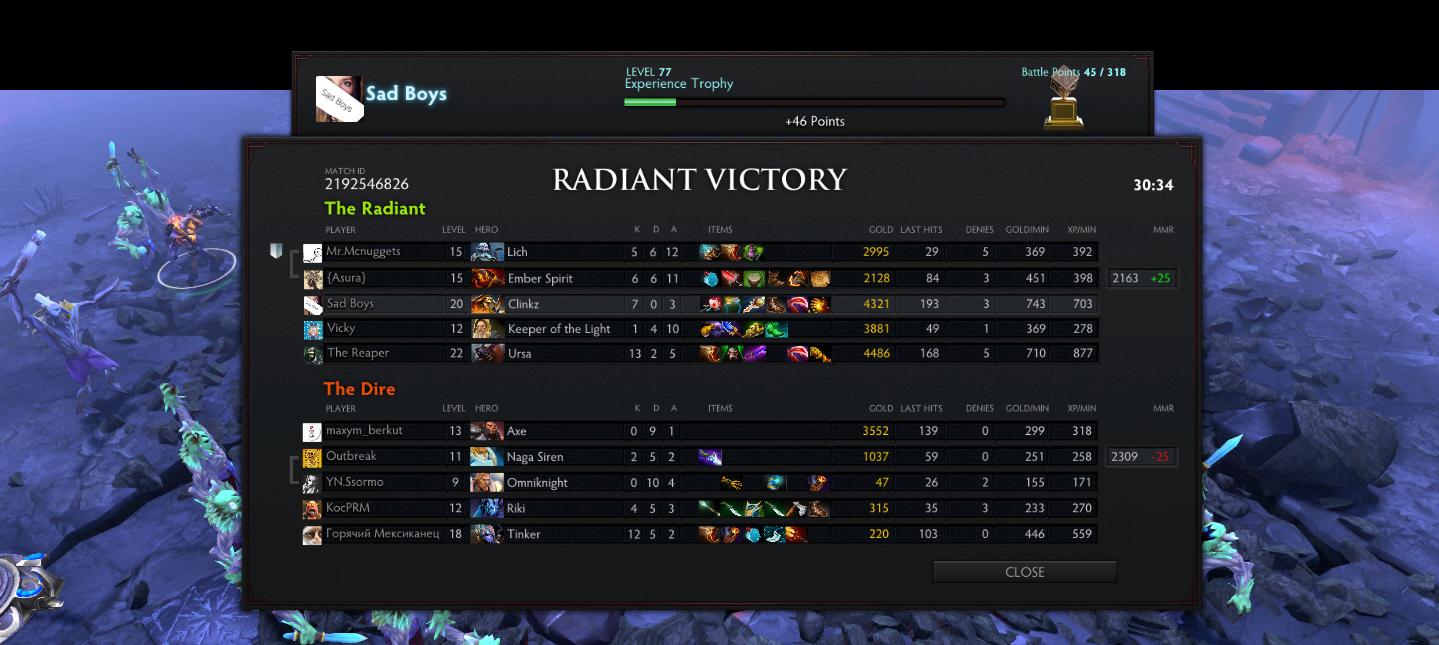 Sad Boys
Sad Boys
LEVEL 77
Experience Trophy
+46 Points
Battle Points 45 / 318
MATCH ID
2192546826
RADIANT VICTORY
30:34
The Radiant
PLAYER LEVEL HERO K D A ITEMS GOLD LAST HITS DENIES GOLD/MIN XP/MIN MMR
Mr.Mcnuggets 15 Lich 5 6 12 2995 29 5 369 392
{Asura} 15 Ember Spirit 6 6 11 2128 84 3 451 398 2163 +25
Sad Boys 20 Clinkz 7 0 3 4321 193 3 743 703
Vicky 12 Keeper of the Light 1 4 10 3881 49 1 369 278
The Reaper 22 Ursa 13 2 5 4486 168 5 710 877
The Dire
PLAYER LEVEL HERO K D A ITEMS GOLD LAST HITS DENIES GOLD/MIN XP/MIN MMR
maxym_berkut 13 Axe 0 9 1 3552 139 0 299 318
Outbreak 11 Naga Siren 2 5 2 1037 59 0 251 258 2309 -25
YN.Ssormo 9 Omniknight 0 10 4 47 26 2 155 171
KocPRM 12 Riki 4 5 3 315 35 3 233 270
Горячий Мексиканец 18 Tinker 12 5 2 220 103 0 446 559
CLOSE